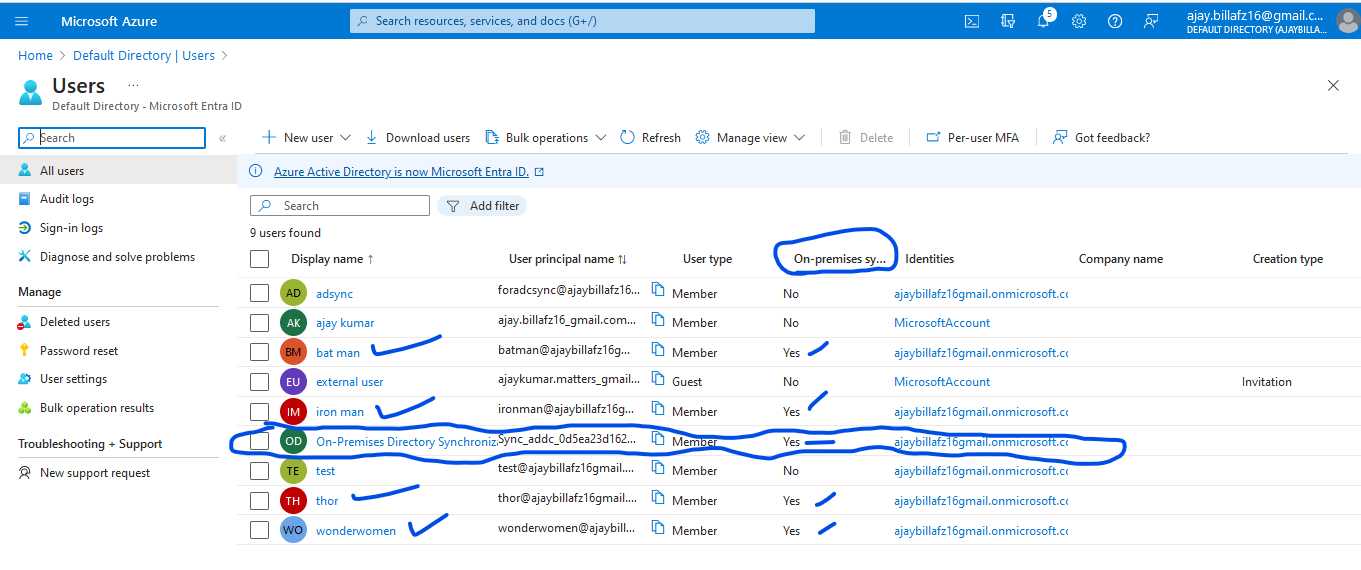 Microsoft Azure
Search resources, services, and docs (G+/)
5
ajay.billafz16@gmail.c...
DEFAULT DIRECTORY (AJAYBILLA...
Home > Default Directory | Users >
Users ...
Default Directory - Microsoft Entra ID
Search «
New user Download users Bulk operations Refresh Manage view Delete Per-user MFA Got feedback?
All users
Audit logs
Sign-in logs
Diagnose and solve problems
Manage
Deleted users
Password reset
User settings
Bulk operation results
Troubleshooting + Support
New support request
Azure Active Directory is now Microsoft Entra ID.
Search Add filter
9 users found
Display name ↑ User principal name ↑↓ User type On-premises sy... Identities Company name Creation type
AD adsync foradcsync@ajaybillafz16... Member No ajaybillafz16gmail.onmicrosoft.cc
AK ajay kumar ajay.billafz16_gmail.com... Member No MicrosoftAccount
BM bat man batman@ajaybillafz16g... Member Yes ajaybillafz16gmail.onmicrosoft.cc
EU external user ajaykumar.matters_gmail... Guest No MicrosoftAccount Invitation
IM iron man ironman@ajaybillafz16g... Member Yes ajaybillafz16gmail.onmicrosoft.cc
OD On-Premises Directory Synchroniz Sync_addc_0d5ea23d162... Member Yes ajaybillafz16gmail.onmicrosoft.cc
TE test test@ajaybillafz16gmail.... Member No ajaybillafz16gmail.onmicrosoft.cc
TH thor thor@ajaybillafz16gmail.... Member Yes ajaybillafz16gmail.onmicrosoft.cc
WO wonderwomen wonderwomen@ajaybill... Member Yes ajaybillafz16gmail.onmicrosoft.cc